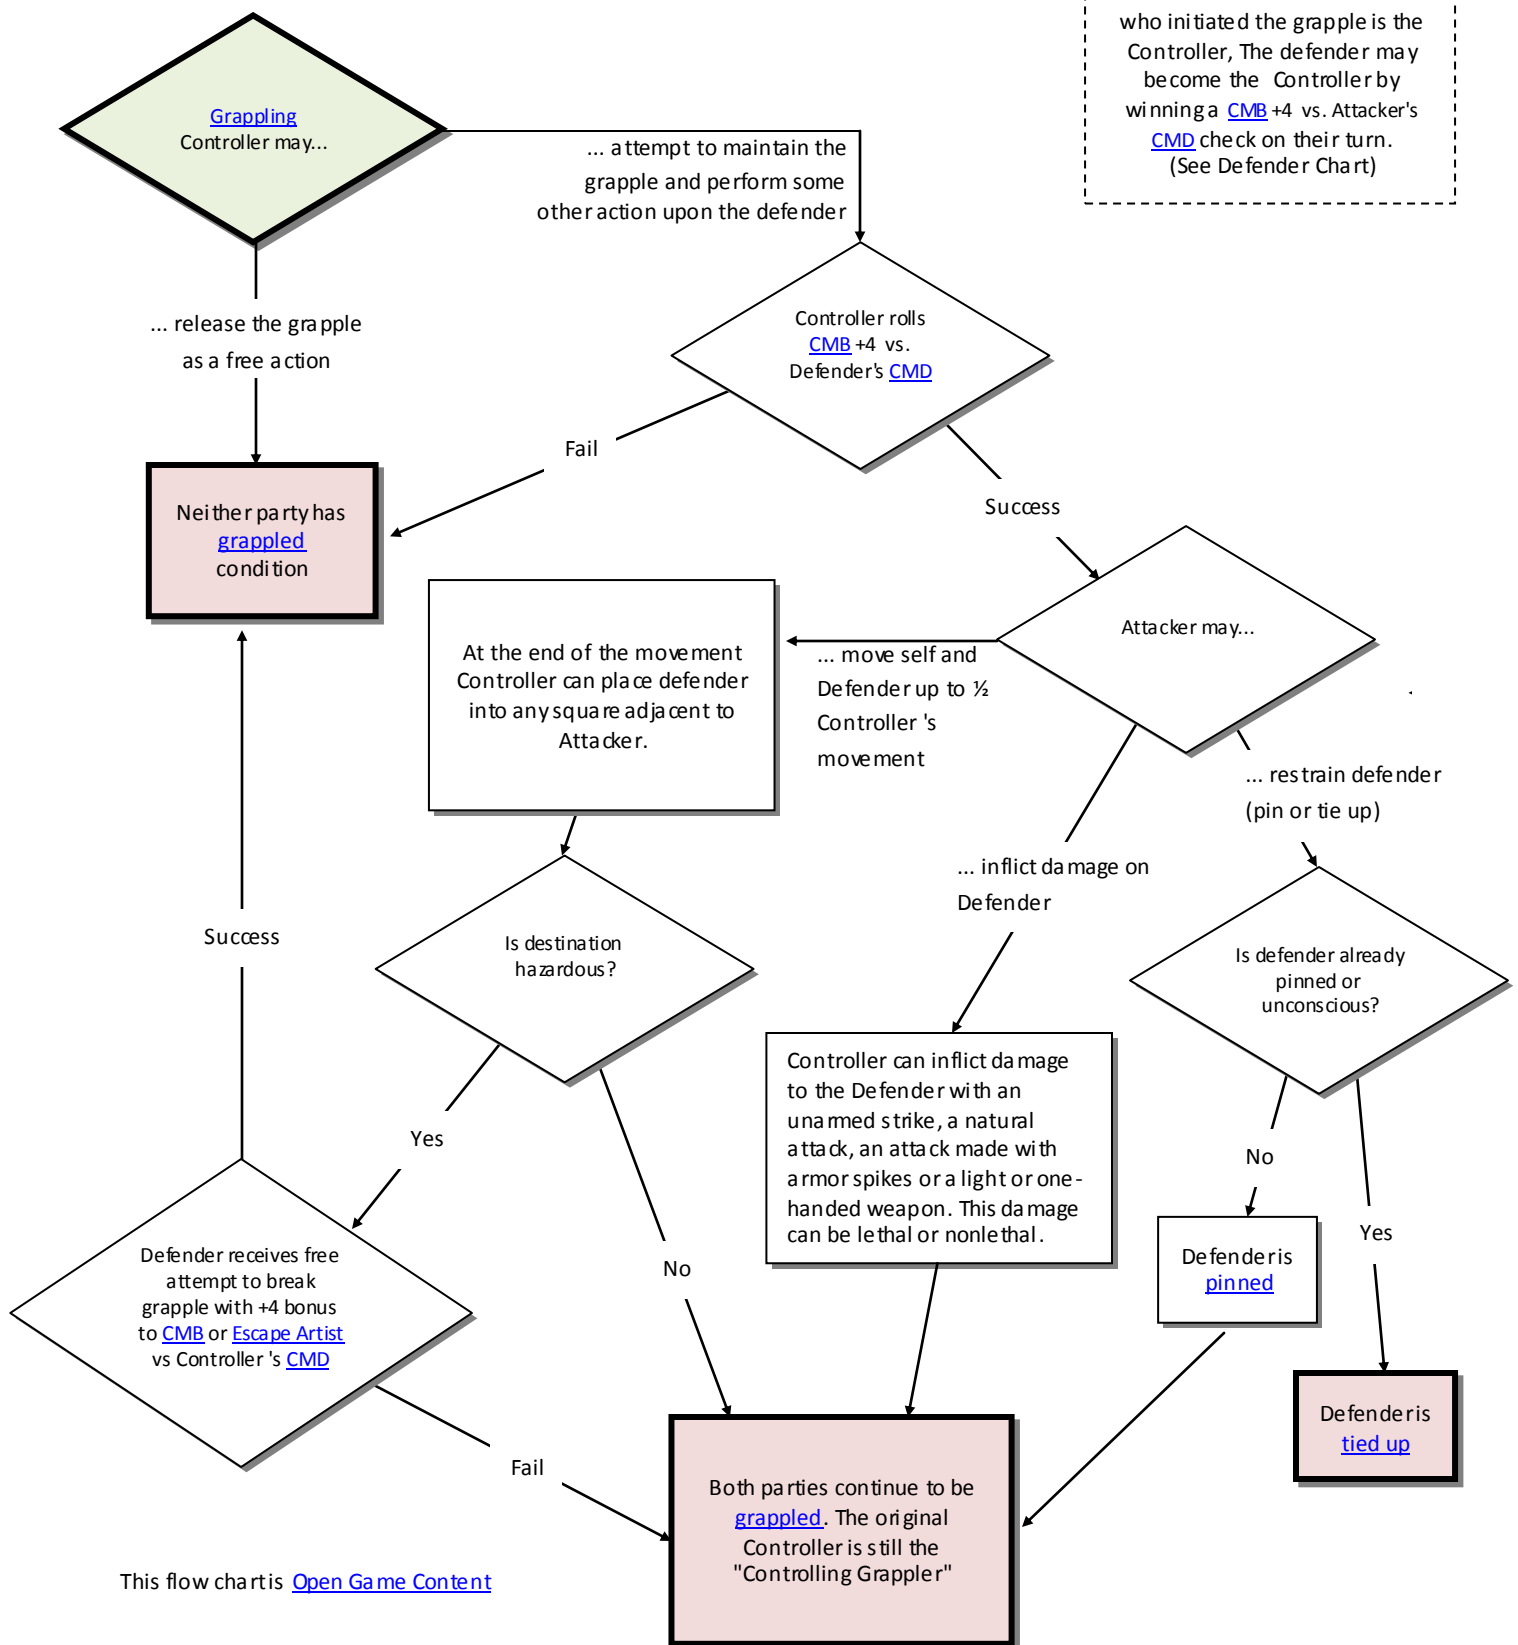 who initiated the grapple is the
Controller, The defender may
become the Controller by
winning a CMB +4 vs. Attacker's
CMD check on their turn.
(See Defender Chart)
Grappling
Controller may...
... attempt to maintain the
grapple and perform some
other action upon the defender
... release the grapple
as a free action
Controller rolls
CMB +4 vs.
Defender's CMD
Fail
Success
Neither party has
grappled
condition
Attacker may...
At the end of the movement
Controller can place defender
into any square adjacent to
Attacker.
... move self and
Defender up to ½
Controller 's
movement
... restrain defender
(pin or tie up)
... inflict damage on
Defender
Success
Is destination
hazardous?
Is defender already
pinned or
unconscious?
Controller can inflict damage
to the Defender with an
unarmed strike, a natural
attack, an attack made with
armor spikes or a light or one-
handed weapon. This damage
can be lethal or nonlethal.
Yes
No
No
Yes
Defender receives free
attempt to break
grapple with +4 bonus
to CMB or Escape Artist
vs Controller 's CMD
Defender is
pinned
Defender is
tied up
Fail
Both parties continue to be
grappled. The original
Controller is still the
"Controlling Grappler"
This flow chart is Open Game Content